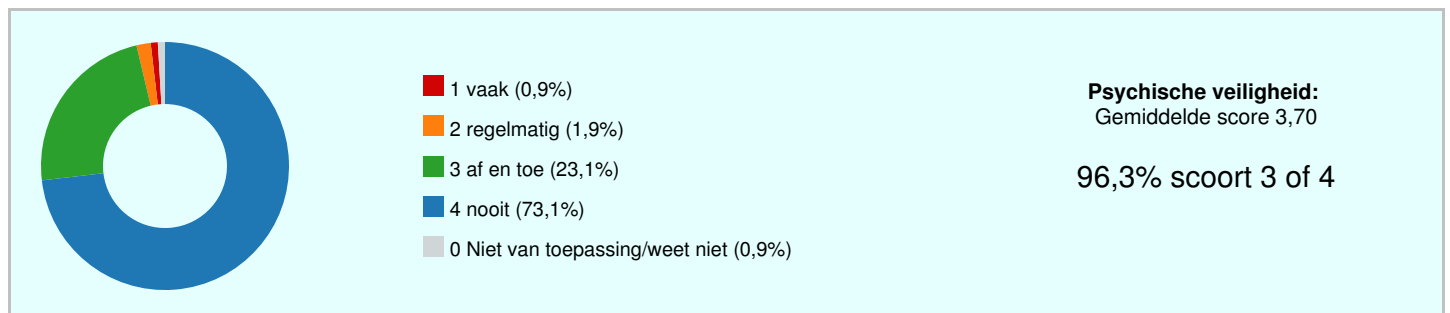 1 vaak (0,9%)
2 regelmatig (1,9%)
3 af en toe (23,1%)
4 nooit (73,1%)
0 Niet van toepassing/weet niet (0,9%)
Psychische veiligheid:
Gemiddelde score 3,70
96,3% scoort 3 of 4